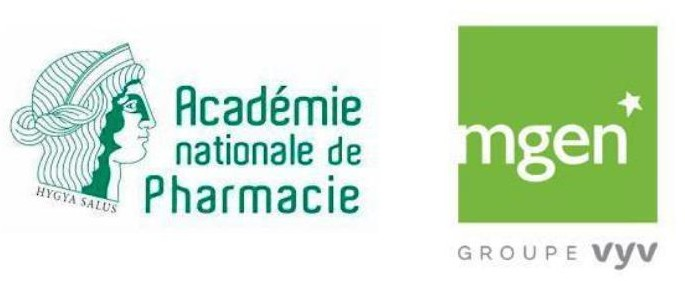 Académie
nationale de
Pharmacie
HYGYA SALUS
mgen
GROUPE vyv